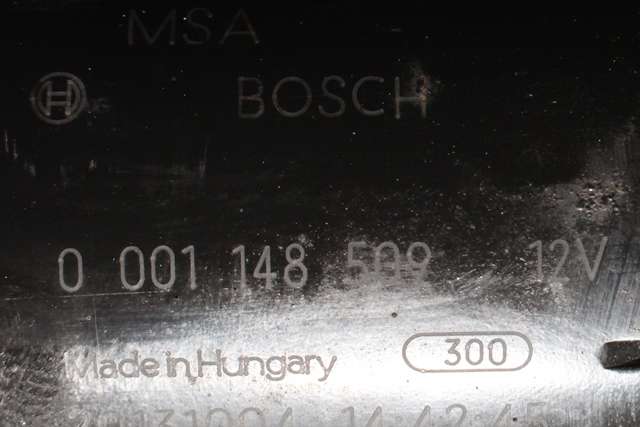 MSA
BOSCH
0 001 148 509 12V
Made in Hungary 300